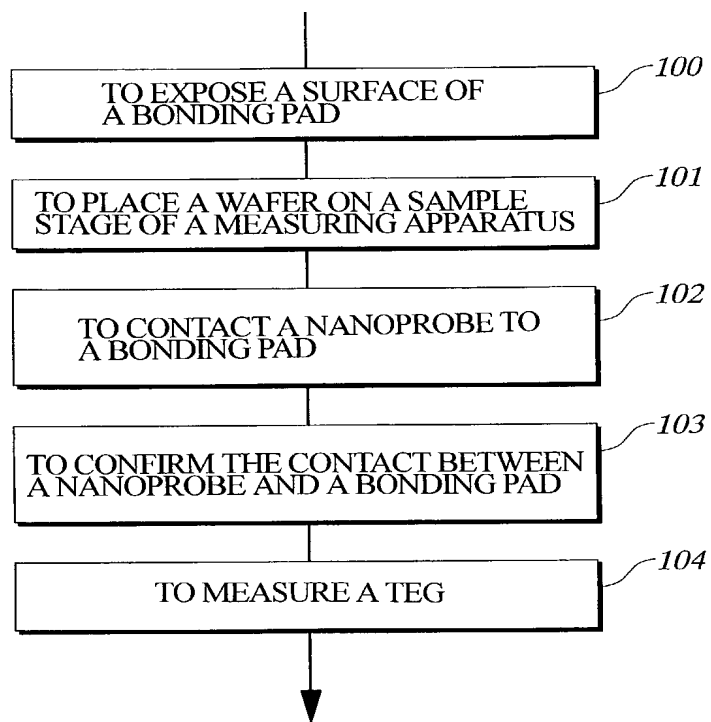 100
TO EXPOSE A SURFACE OF
A BONDING PAD
101
TO PLACE A WAFER ON A SAMPLE
STAGE OF A MEASURING APPARATUS
102
TO CONTACT A NANOPROBE TO
A BONDING PAD
103
TO CONFIRM THE CONTACT BETWEEN
A NANOPROBE AND A BONDING PAD
104
TO MEASURE A TEG